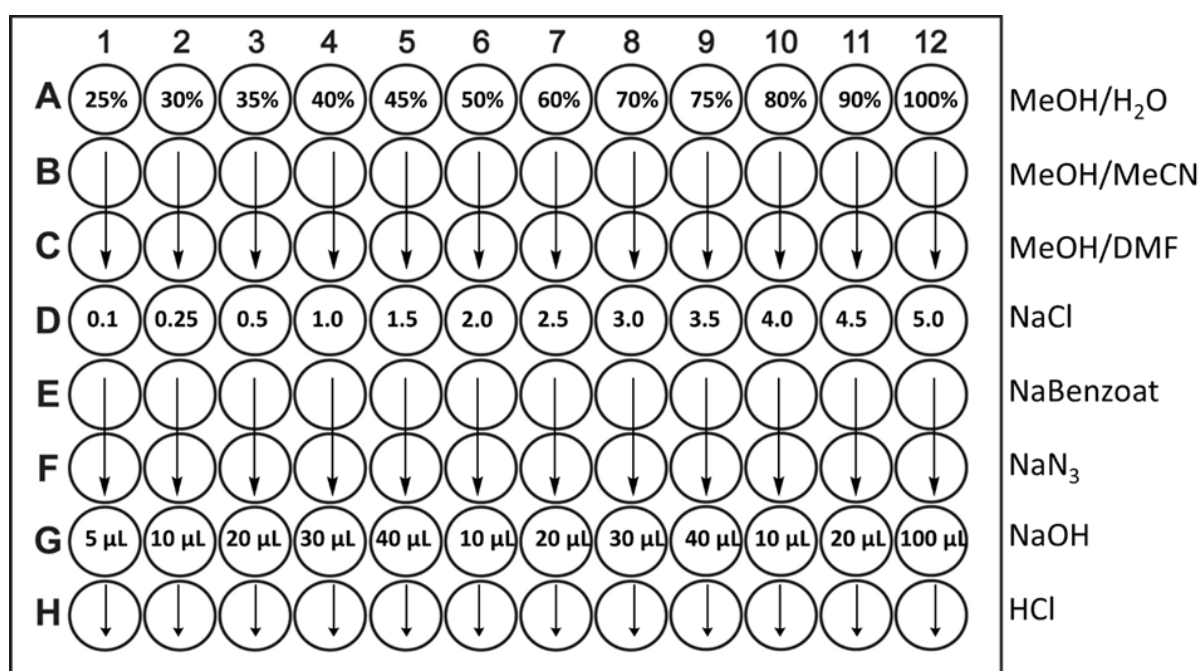 1 2 3 4 5 6 7 8 9 10 11 12
A 25% 30% 35% 40% 45% 50% 60% 70% 75% 80% 90% 100% MeOH/H₂O
B MeOH/MeCN
C MeOH/DMF
D 0.1 0.25 0.5 1.0 1.5 2.0 2.5 3.0 3.5 4.0 4.5 5.0 NaCl
E NaBenzoat
F NaN₃
G 5 µL 10 µL 20 µL 30 µL 40 µL 10 µL 20 µL 30 µL 40 µL 10 µL 20 µL 100 µL NaOH
H HCl